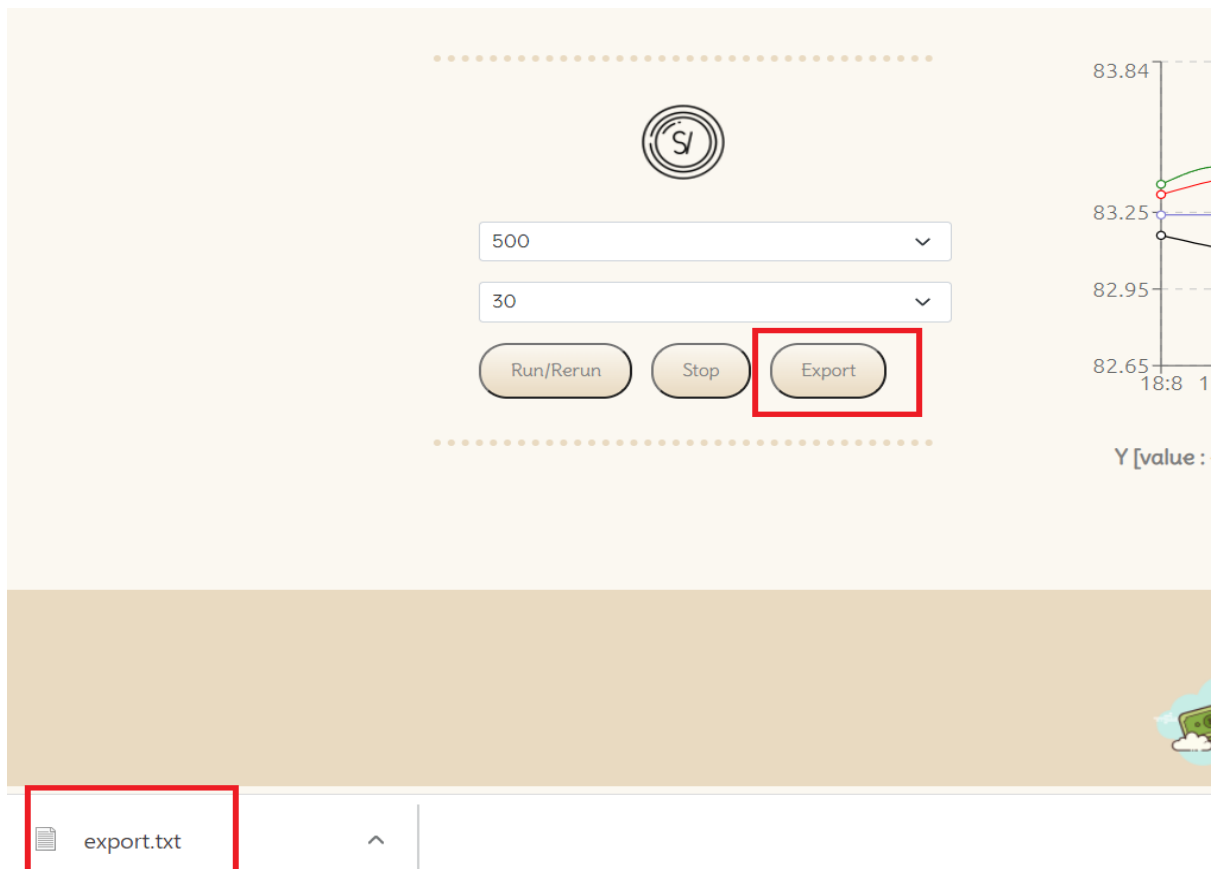 S/
500
30
Run/Rerun
Stop
Export
83.84
83.25
82.95
82.65
18:8 1
Y [value :
export.txt